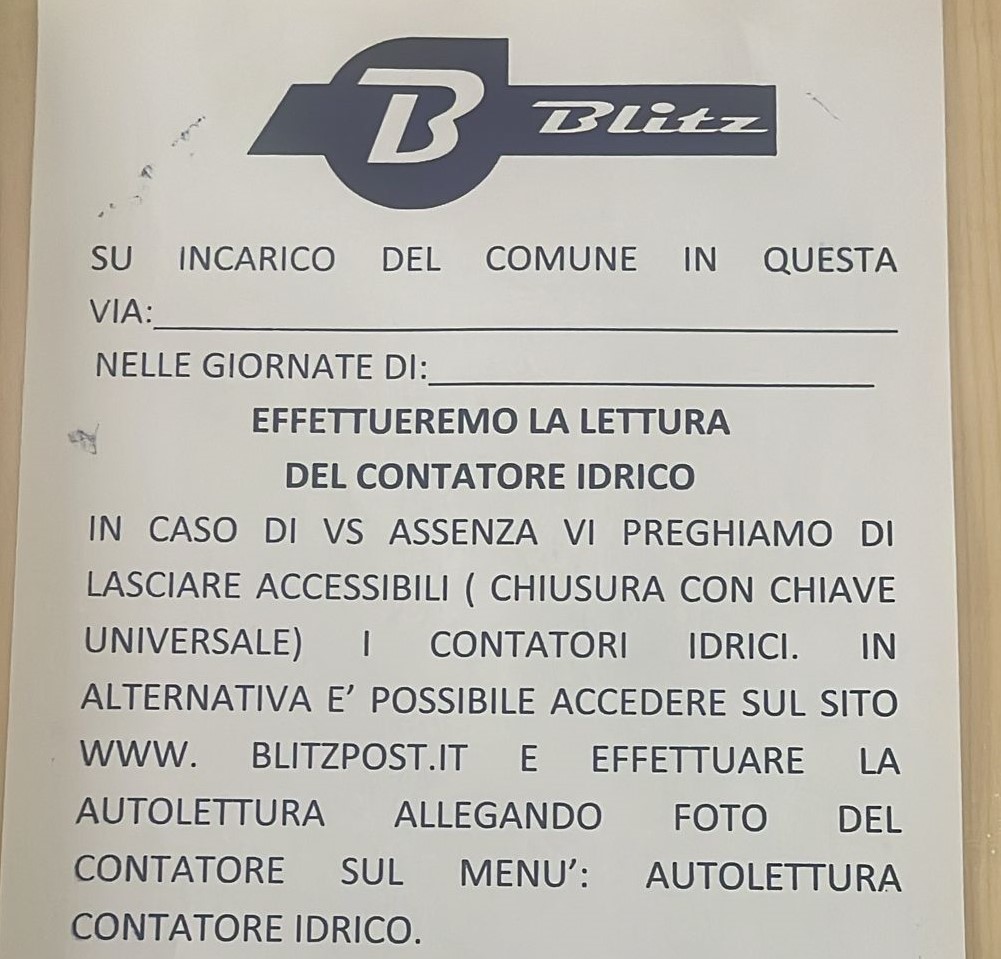 B Blitz
SU INCARICO DEL COMUNE IN QUESTA
VIA:
NELLE GIORNATE DI:
EFFETTUEREMO LA LETTURA
DEL CONTATORE IDRICO
IN CASO DI VS ASSENZA VI PREGHIAMO DI
LASCIARE ACCESSIBILI ( CHIUSURA CON CHIAVE
UNIVERSALE) I CONTATORI IDRICI. IN
ALTERNATIVA E’ POSSIBILE ACCEDERE SUL SITO
WWW. BLITZPOST.IT E EFFETTUARE LA
AUTOLETTURA ALLEGANDO FOTO DEL
CONTATORE SUL MENU’: AUTOLETTURA
CONTATORE IDRICO.